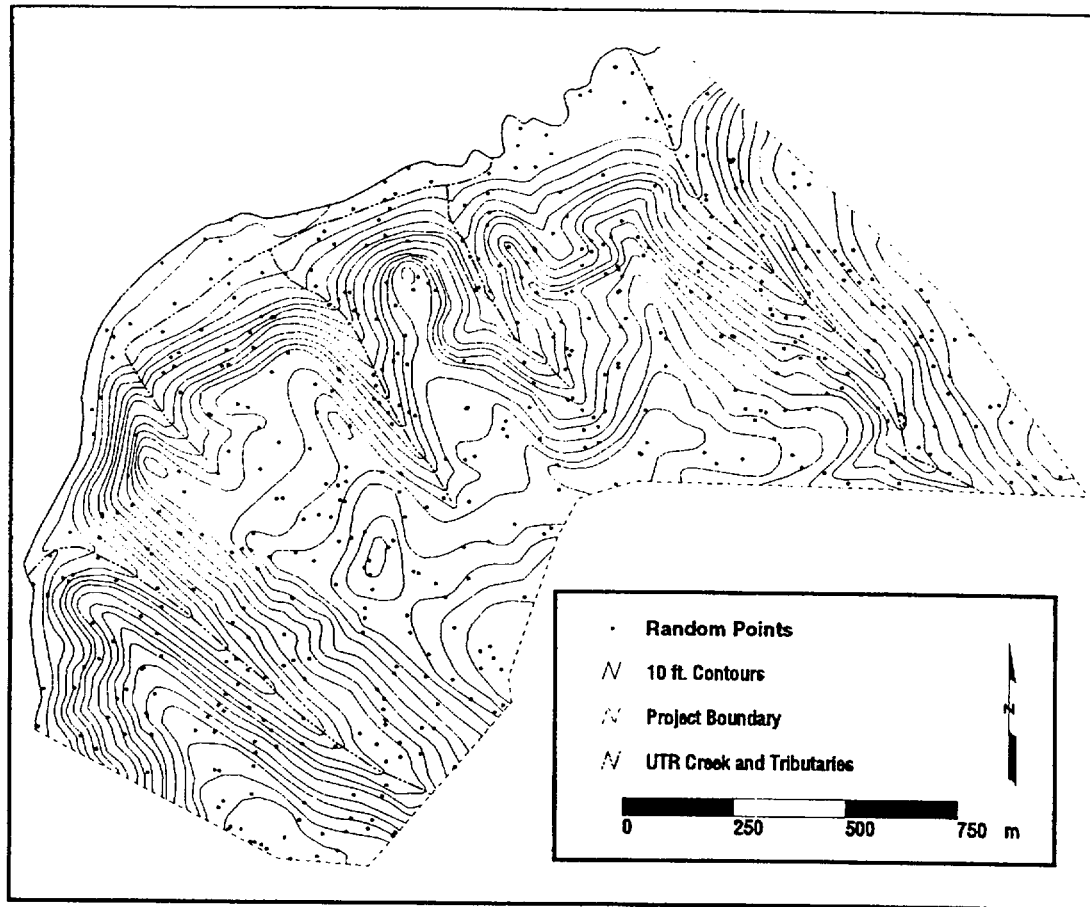 Random Points
10 ft. Contours
Project Boundary
UTR Creek and Tributaries
N
0 250 500 750 m